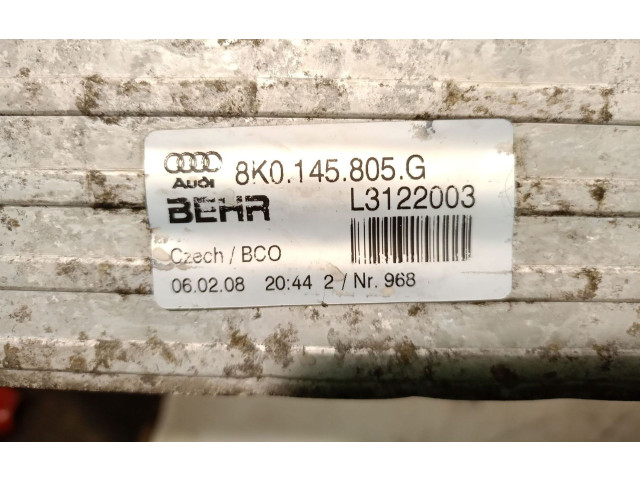 8K0.145.805.G
Audi
BEHR L3122003
Czech / BCO
06.02.08 20:44 2 / Nr. 968